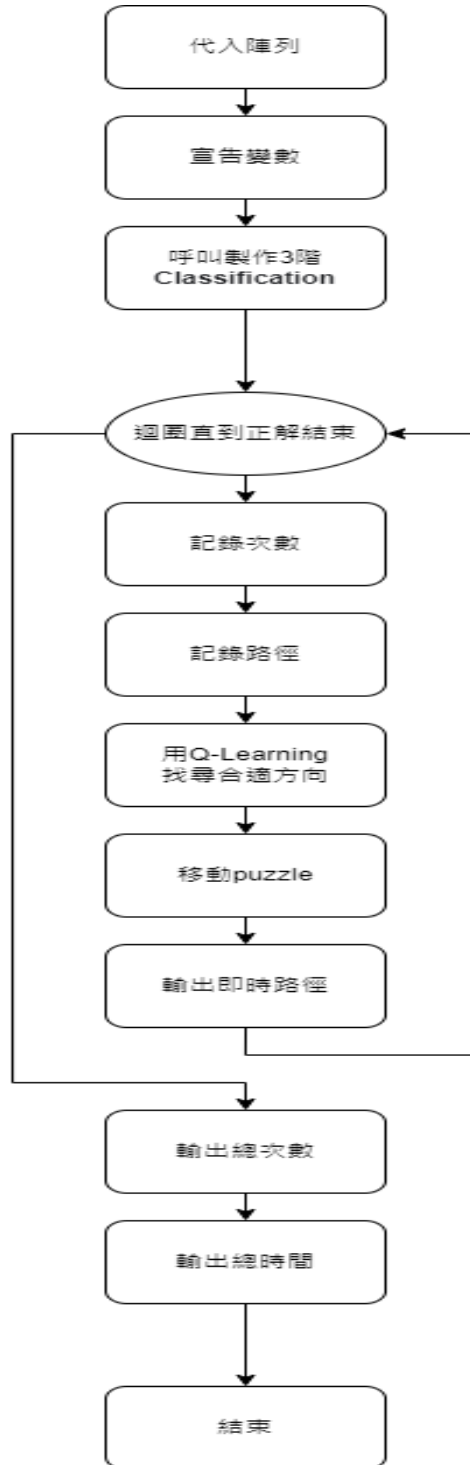 代入陣列
宣告變數
呼叫製作3階
Classification
迴圈直到正解結束
記錄次數
記錄路徑
用Q-Learning
找尋合適方向
移動puzzle
輸出即時路徑
輸出總次數
輸出總時間
結束